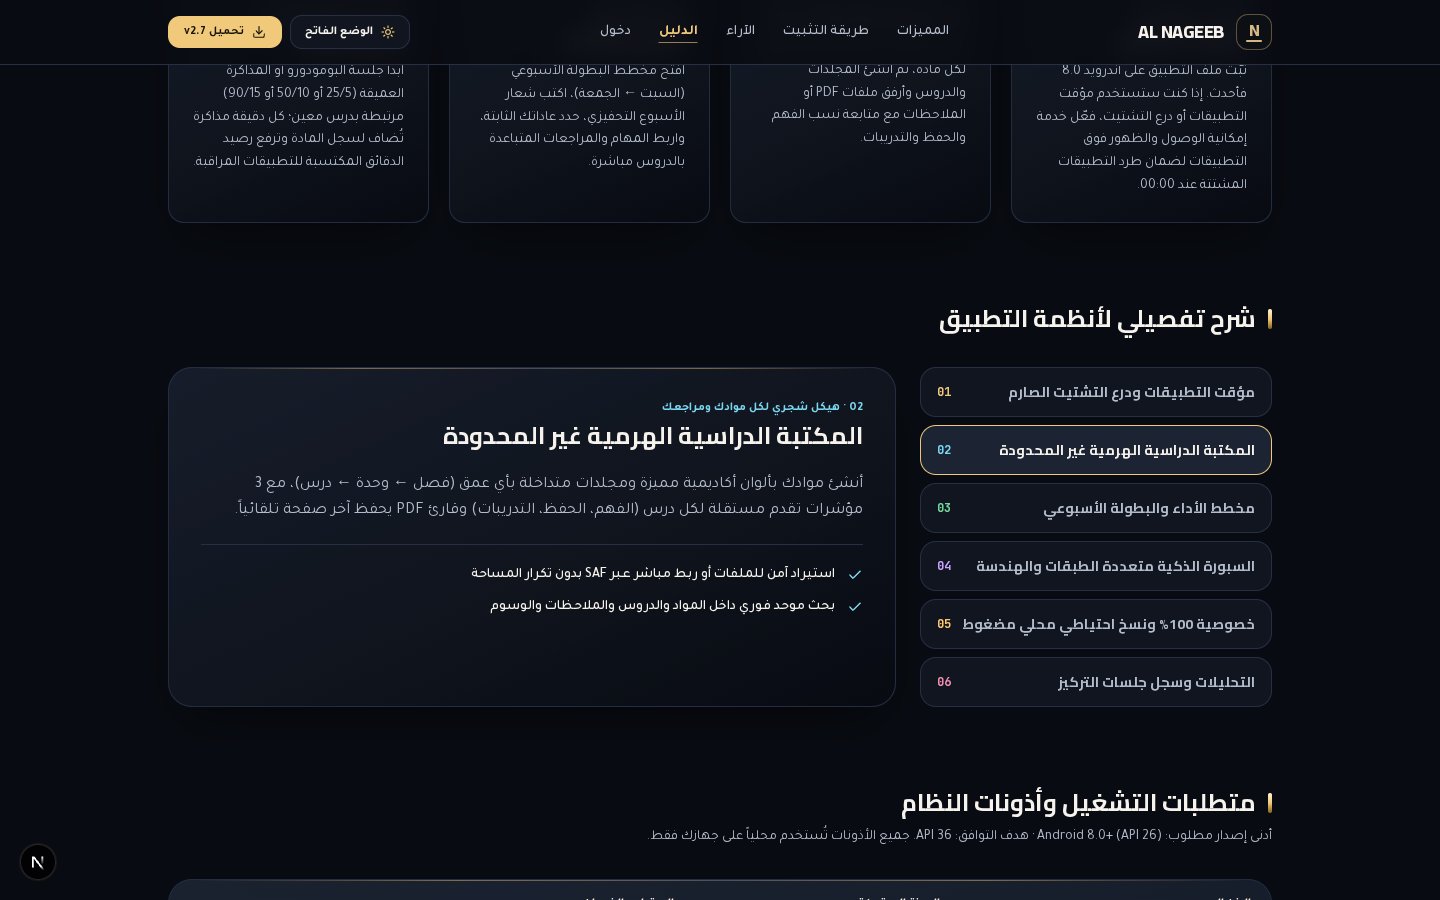 N AL NAGEEB
المميزات
طريقة التثبيت
الآراء
الدليل
دخول
الوضع الفاتح
تحميل v2.7
ثبّت ملف التطبيق على أندرويد 8.0
فأحدث. إذا كنت ستستخدم مؤقت
التطبيقات أو درع التشتيت، فعّل خدمة
إمكانية الوصول والظهور فوق
التطبيقات لضمان طرد التطبيقات
المشتتة عند 00:00.
لكل مادة، ثم أنشئ المجلدات
والدروس وأرفق ملفات PDF أو
الملاحظات مع متابعة نسب الفهم
والحفظ والتدريبات.
افتح مخطط البطولة الأسبوعي
(السبت ← الجمعة)، اكتب شعار
الأسبوع التحفيزي، حدد عاداتك الثابتة،
واربط المهام والمراجعات المتباعدة
بالدروس مباشرة.
ابدأ جلسة البومودورو أو المذاكرة
العميقة (25/5 أو 50/10 أو 90/15)
مرتبطة بدرس معين؛ كل دقيقة مذاكرة
تُضاف لسجل المادة وترفع رصيد
الدقائق المكتسبة للتطبيقات المراقبة.
شرح تفصيلي لأنظمة التطبيق
مؤقت التطبيقات ودرع التشتيت الصارم 01
المكتبة الدراسية الهرمية غير المحدودة 02
مخطط الأداء والبطولة الأسبوعي 03
السبورة الذكية متعددة الطبقات والهندسة 04
خصوصية 100% ونسخ احتياطي محلي مضغوط 05
التحليلات وسجل جلسات التركيز 06
02 · هيكل شجري لكل موادك ومراجعك
المكتبة الدراسية الهرمية غير المحدودة
أنشئ موادك بألوان أكاديمية مميزة ومجلدات متداخلة بأي عمق (فصل ← وحدة ← درس)، مع 3
مؤشرات تقدم مستقلة لكل درس (الفهم، الحفظ، التدريبات) وقارئ PDF يحفظ آخر صفحة تلقائياً.
استيراد آمن للملفات أو ربط مباشر عبر SAF بدون تكرار المساحة
بحث موحد فوري داخل المواد والدروس والملاحظات والوسوم
متطلبات التشغيل وأذونات النظام
أدنى إصدار مطلوب: Android 8.0+ (API 26) · هدف التوافق: API 36. جميع الأذونات تُستخدم محلياً على جهازك فقط.
N